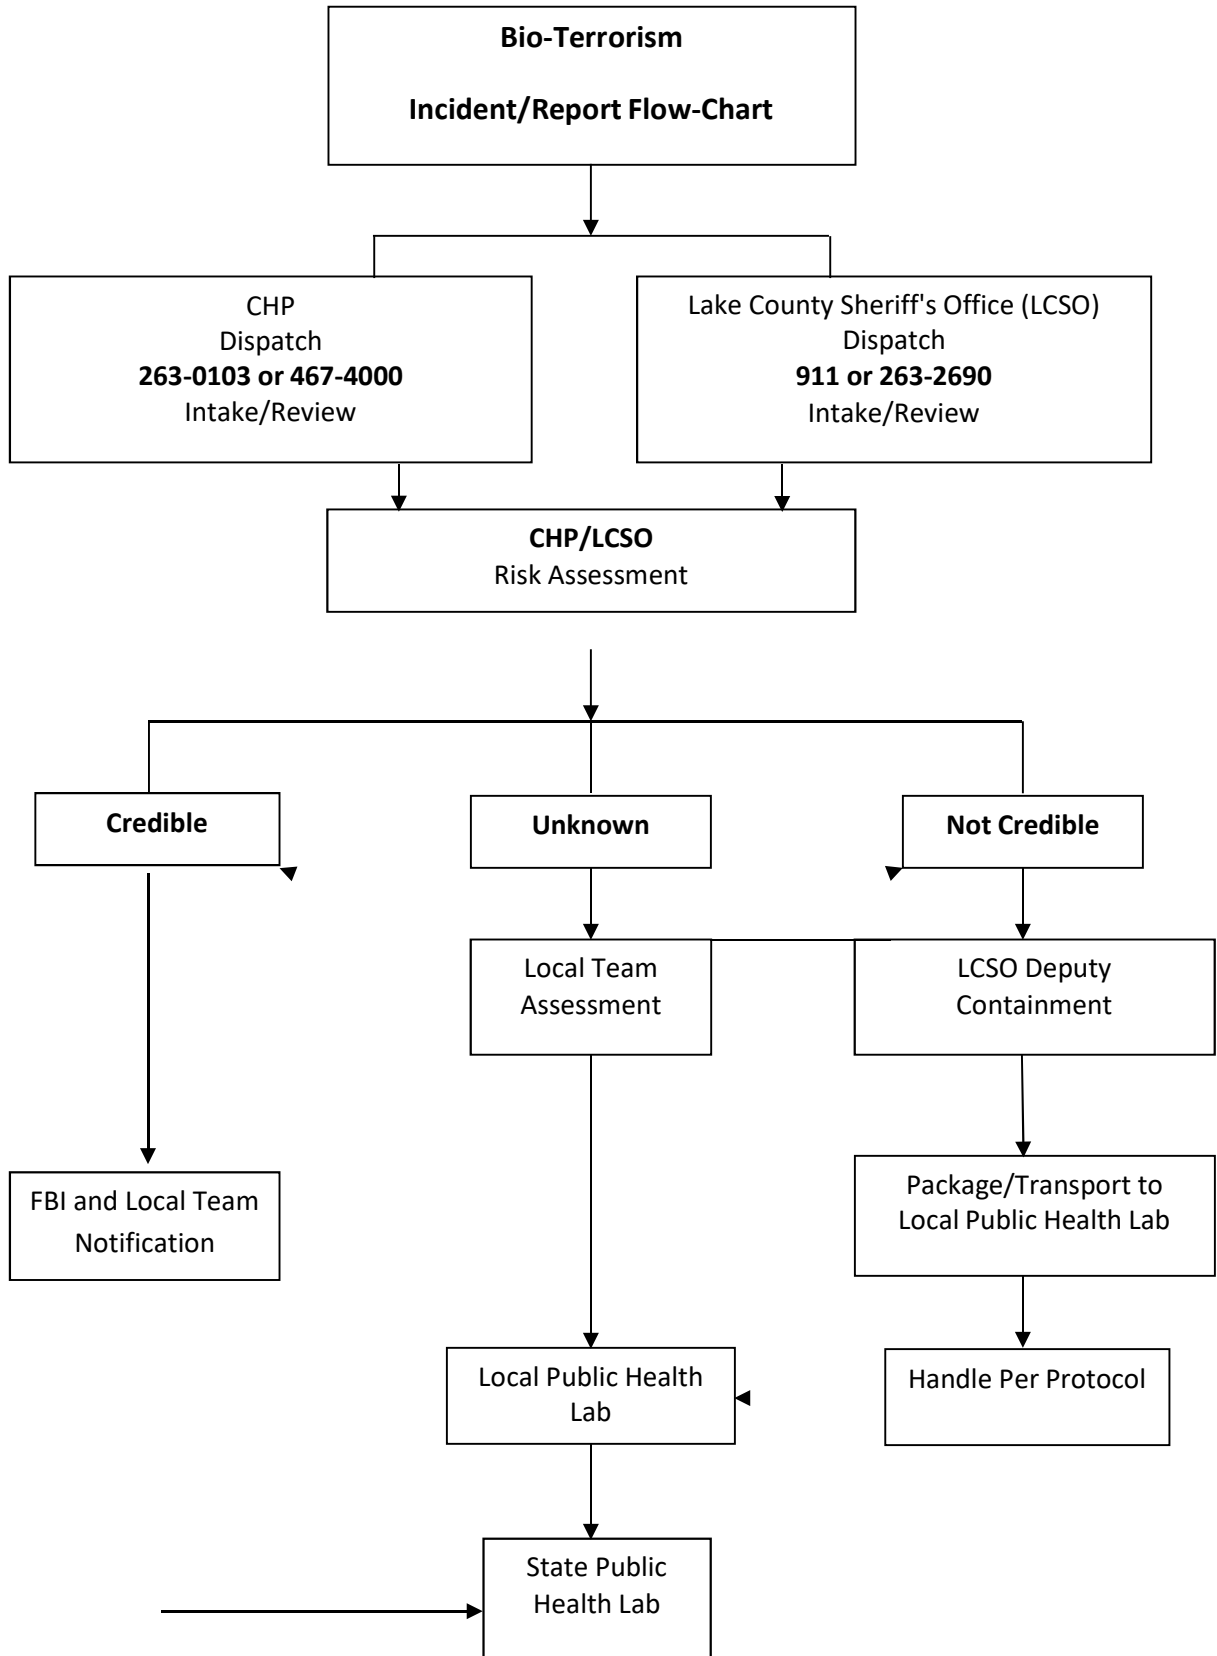 Bio-Terrorism
Incident/Report Flow-Chart
CHP
Dispatch
263-0103 or 467-4000
Intake/Review
Lake County Sheriff's Office (LCSO)
Dispatch
911 or 263-2690
Intake/Review
CHP/LCSO
Risk Assessment
Credible
Unknown
Not Credible
Local Team
Assessment
LCSO Deputy
Containment
FBI and Local Team
Notification
Package/Transport to
Local Public Health Lab
Local Public Health
Lab
Handle Per Protocol
State Public
Health Lab